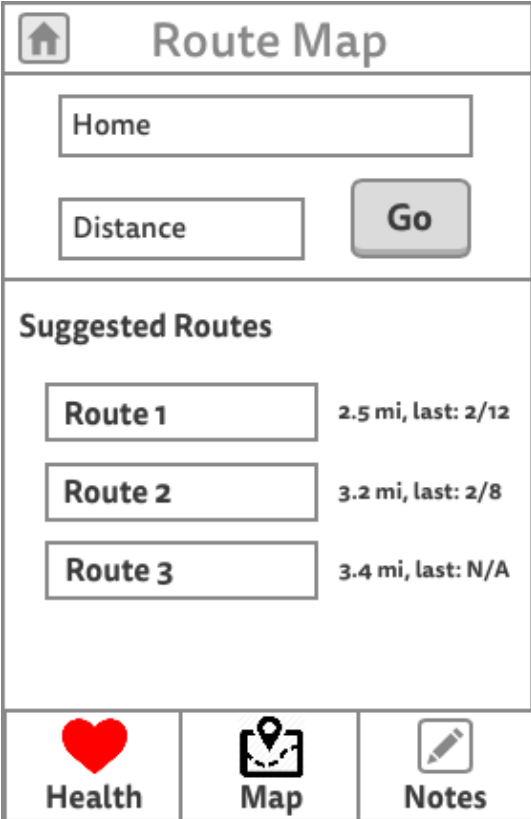 Route Map
Home
Distance
Go
Suggested Routes
Route 1 2.5 mi, last: 2/12
Route 2 3.2 mi, last: 2/8
Route 3 3.4 mi, last: N/A
Health Map Notes